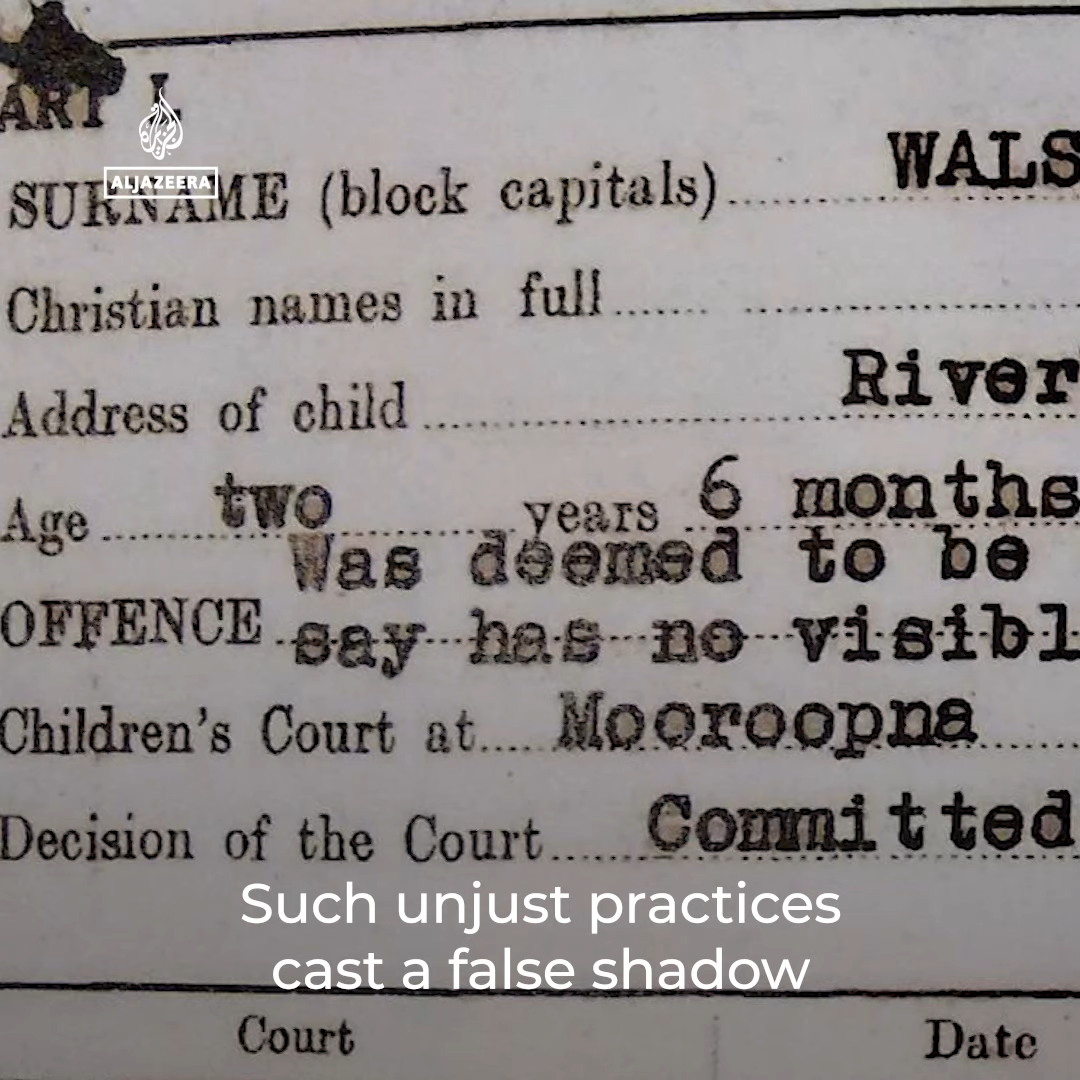 ART I.
ALJAZEERA
SURNAME (block capitals) WALS
Christian names in full
Address of child River
Age two years 6 months
Was deemed to be
OFFENCE say has no visibl
Children's Court at Mooroopna
Decision of the Court Committed
Such unjust practices
cast a false shadow
Court Date